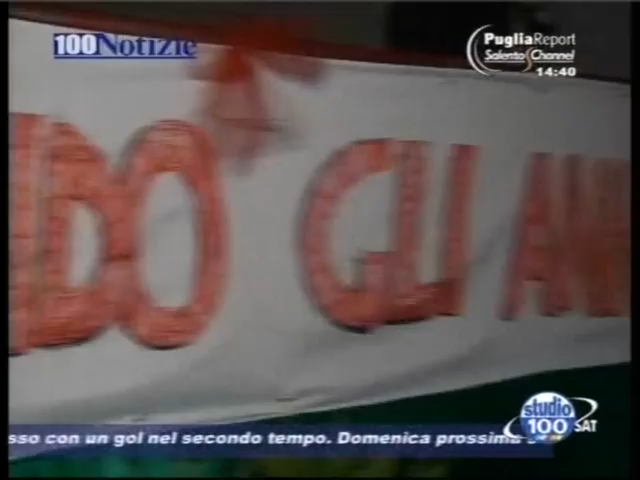 100Notizie
PugliaReport
Salento Channel
14:40
DO GLI
sso con un gol nel secondo tempo. Domenica prossima
studio
100
SAT